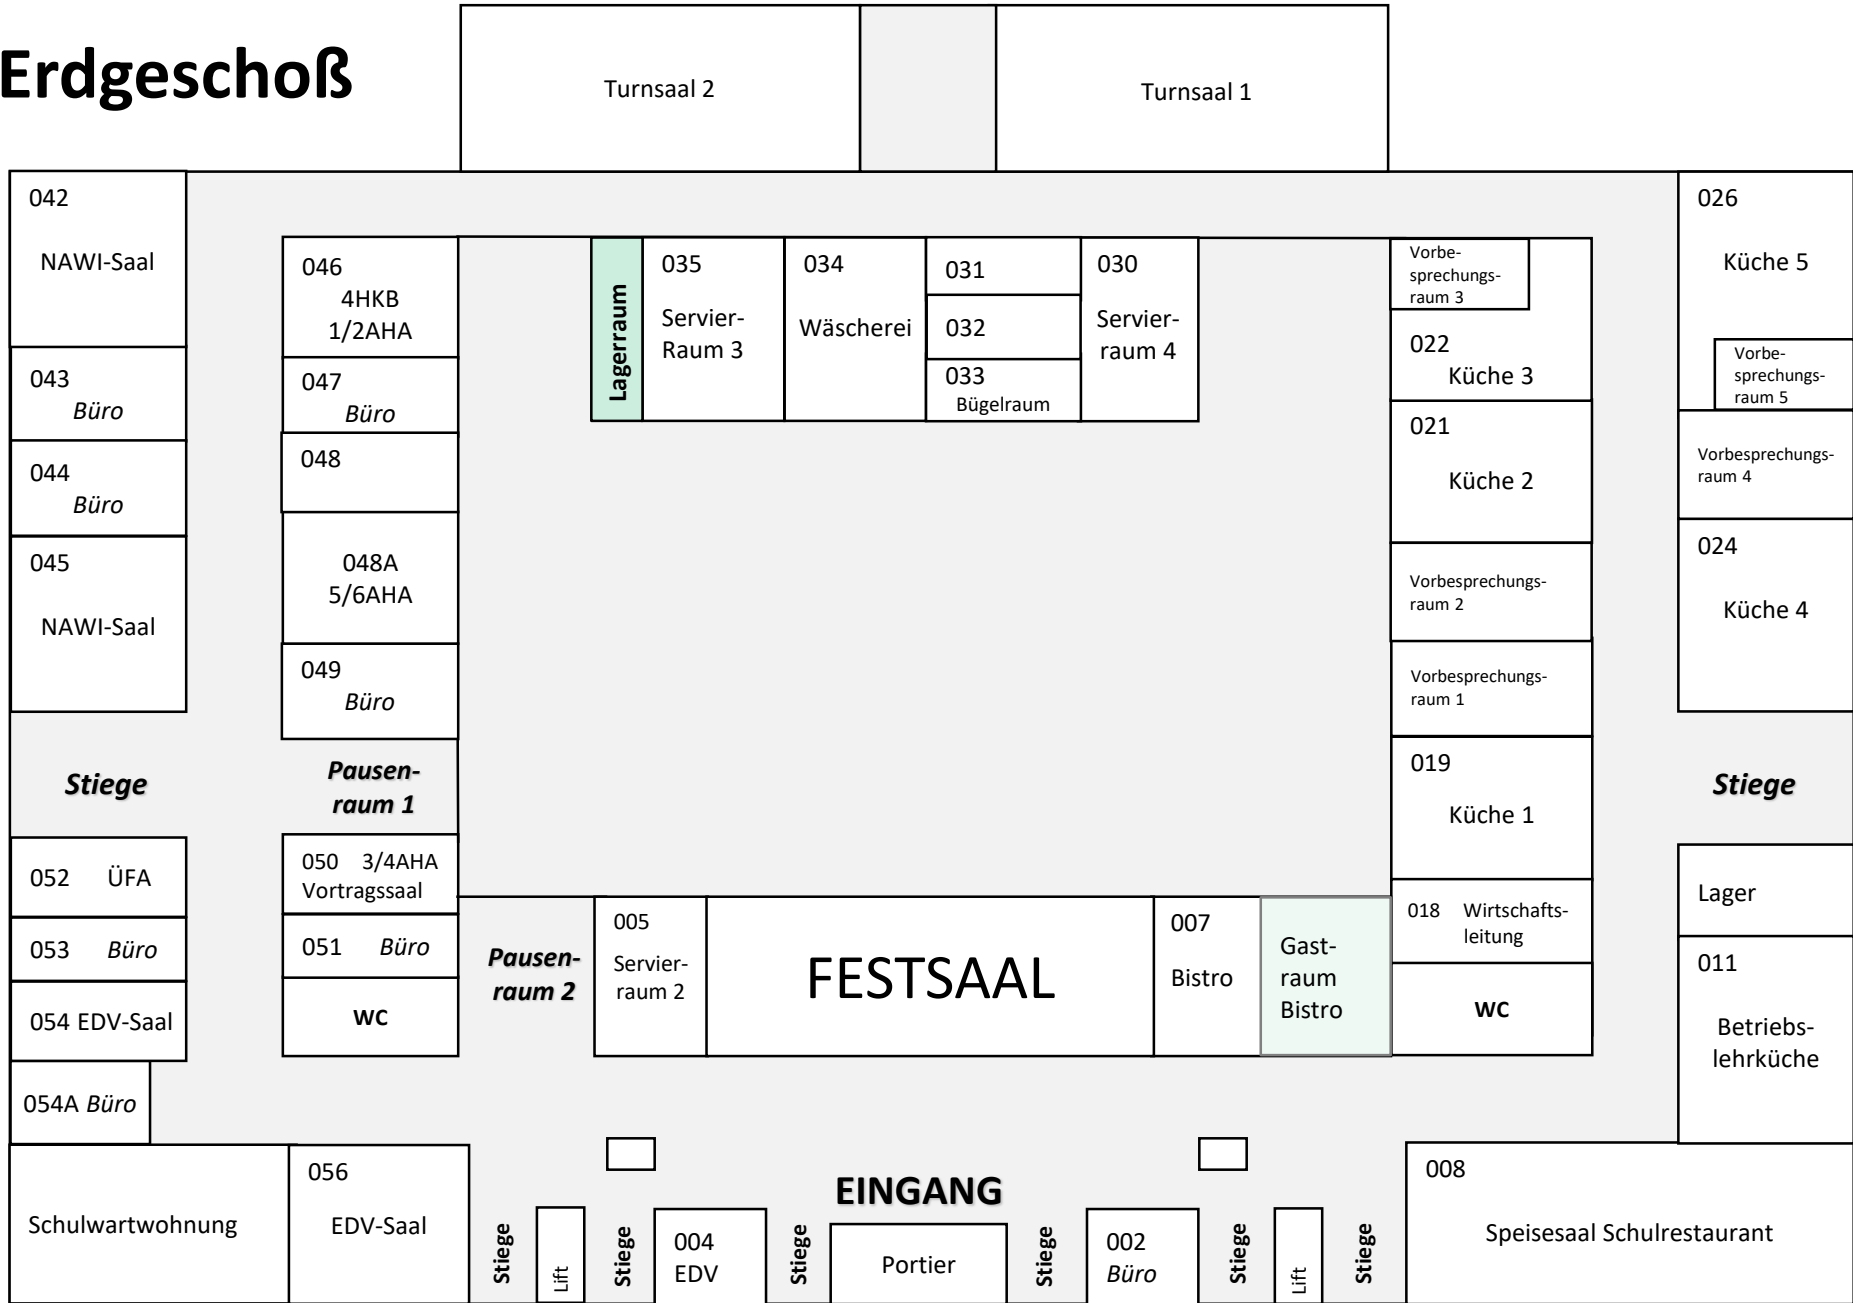 Erdgeschoß
Turnsaal 2
Turnsaal 1
042
NAWI-Saal
043
Büro
044
Büro
045
NAWI-Saal
Stiege
052 ÜFA
053 Büro
054 EDV-Saal
054A Büro
Schulwartwohnung
046
4HKB
1/2AHA
047
Büro
048
048A
5/6AHA
049
Büro
Pausen-
raum 1
050 3/4AHA
Vortragssaal
051 Büro
WC
056
EDV-Saal
Lagerraum
035
Servier-
Raum 3
034
Wäscherei
031
032
033
Bügelraum
030
Servier-
raum 4
Pausen-
raum 2
005
Servier-
raum 2
FESTSAAL
007
Bistro
Gast-
raum
Bistro
Vorbe-
sprechungs-
raum 3
022
Küche 3
021
Küche 2
Vorbesprechungs-
raum 2
Vorbesprechungs-
raum 1
019
Küche 1
018 Wirtschafts-
leitung
WC
026
Küche 5
Vorbe-
sprechungs-
raum 5
Vorbesprechungs-
raum 4
024
Küche 4
Stiege
Lager
011
Betriebs-
lehrküche
EINGANG
Stiege
Lift
Stiege
004
EDV
Stiege
Portier
Stiege
002
Büro
Stiege
Lift
Stiege
008
Speisesaal Schulrestaurant